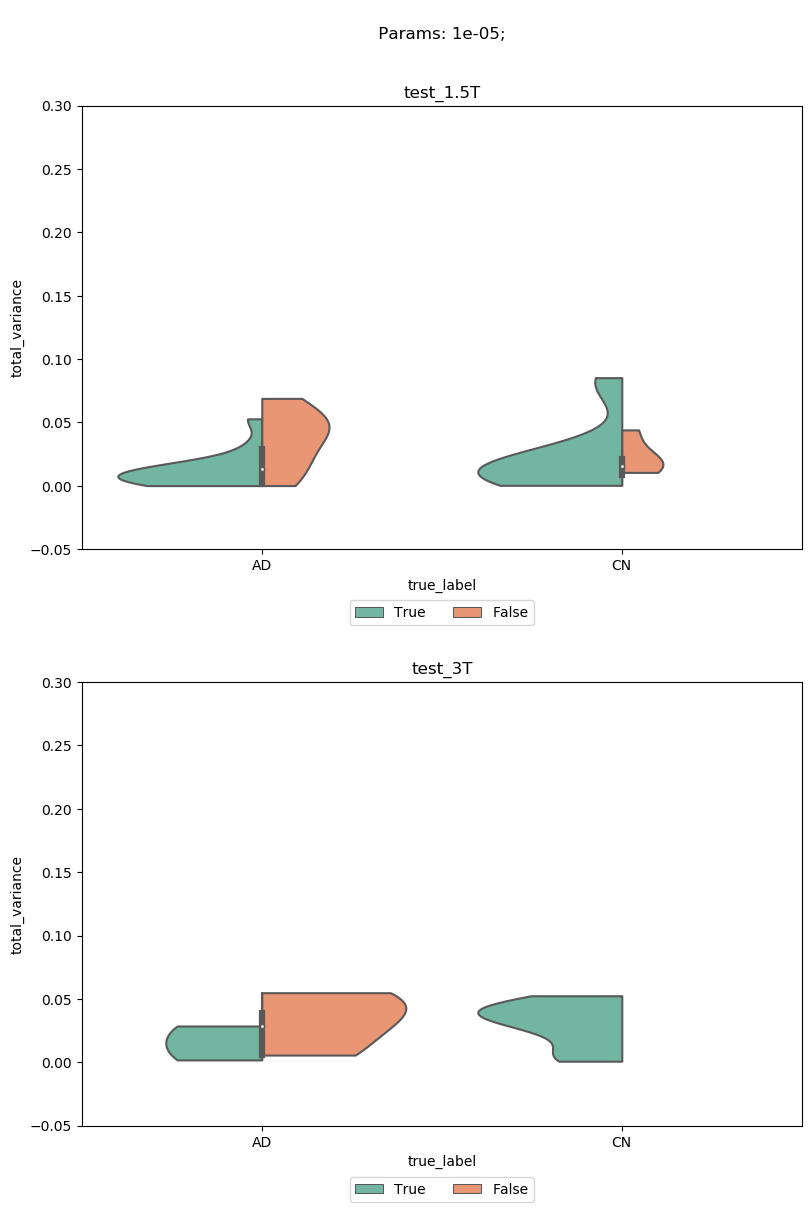 Params: 1e-05;
test_1.5T
0.30
0.25
0.20
0.15
0.10
0.05
0.00
−0.05
total_variance
AD CN
true_label
True False
test_3T
0.30
0.25
0.20
0.15
0.10
0.05
0.00
−0.05
total_variance
AD CN
true_label
True False